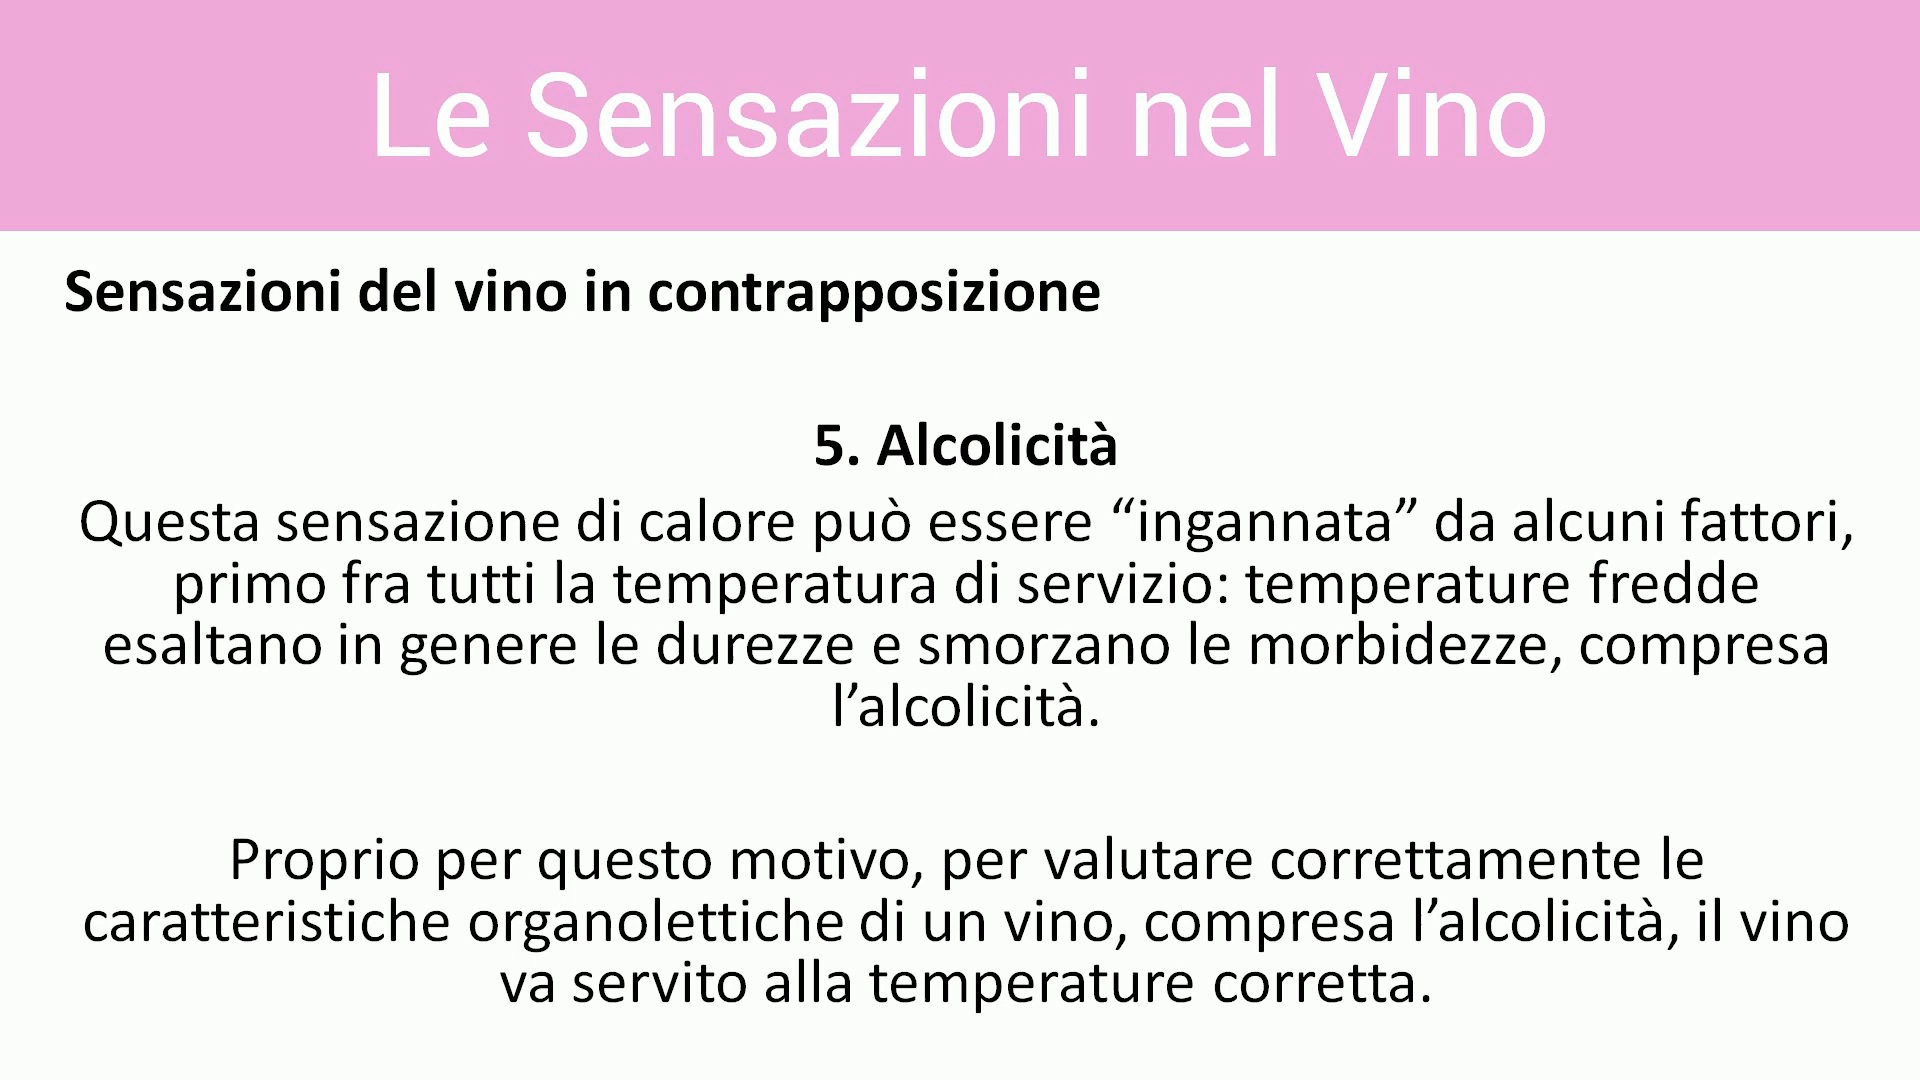 Le Sensazioni nel Vino
Sensazioni del vino in contrapposizione
5. Alcolicità
Questa sensazione di calore può essere “ingannata” da alcuni fattori,
primo fra tutti la temperatura di servizio: temperature fredde
esaltano in genere le durezze e smorzano le morbidezze, compresa
l’alcolicità.
Proprio per questo motivo, per valutare correttamente le
caratteristiche organolettiche di un vino, compresa l’alcolicità, il vino
va servito alla temperature corretta.